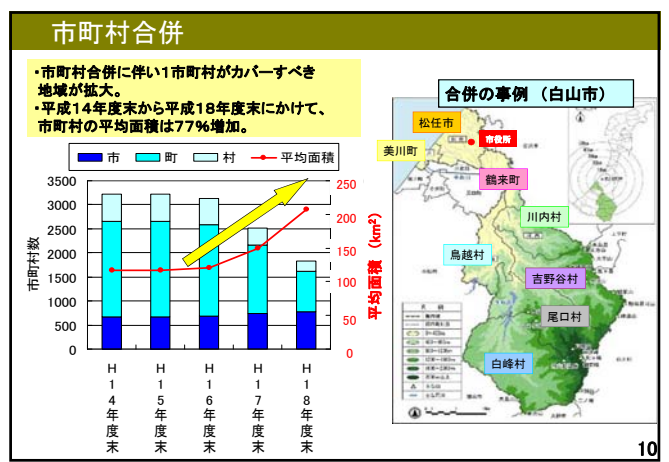 市町村合併
・市町村合併に伴い1市町村がカバーすべき
地域が拡大。
・平成14年度末から平成18年度末にかけて、
市町村の平均面積は77%増加。
市 町 村 平均面積
3500
3000
2500
2000
1500
1000
500
0
市町村数
250
200
150
100
50
0
平均面積 (km²)
H14年度末
H15年度末
H16年度末
H17年度末
H18年度末
合併の事例 (白山市)
松任市
市役所
美川町
鶴来町
川内村
鳥越村
吉野谷村
尾口村
白峰村
10